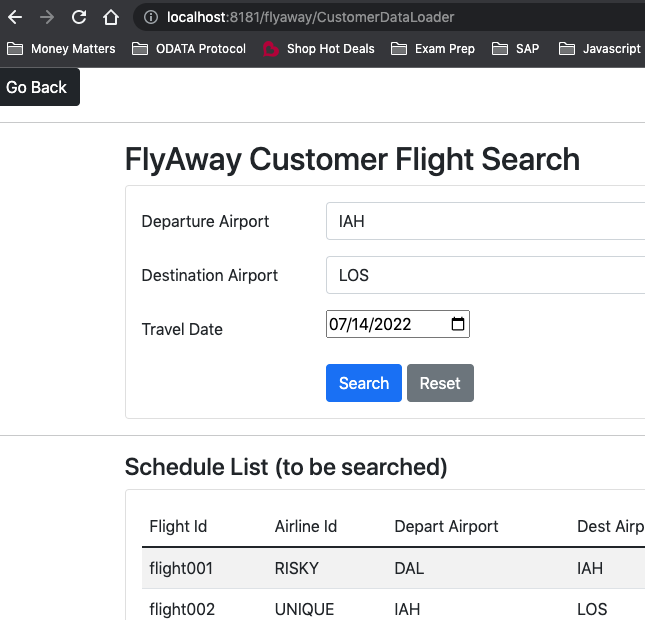 localhost:8181/flyaway/CustomerDataLoader
Money Matters ODATA Protocol Shop Hot Deals Exam Prep SAP Javascript
Go Back
FlyAway Customer Flight Search
Departure Airport IAH
Destination Airport LOS
Travel Date 07/14/2022
Search Reset
Schedule List (to be searched)
Flight Id Airline Id Depart Airport Dest Airp
flight001 RISKY DAL IAH
flight002 UNIQUE IAH LOS